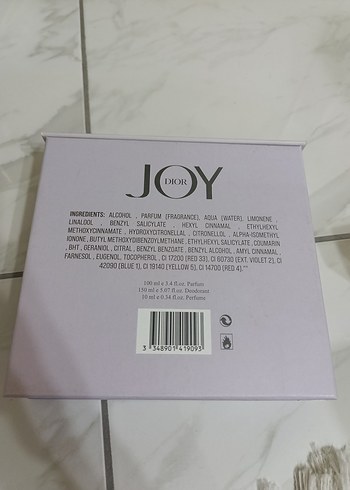 JOY
DIOR
INGREDIENTS: ALCOHOL , PARFUM (FRAGRANCE), AQUA (WATER), LIMONENE ,
LINALOOL , BENZYL SALICYLATE , HEXYL CINNAMAL , ETHYLHEXYL
METHOXYCINNAMATE , HYDROXYCITRONELLAL , CITRONELLOL , ALPHA-ISOMETHYL
IONONE , BUTYL METHOXYDIBENZOYLMETHANE , ETHYLHEXYL SALICYLATE , COUMARIN
, BHT , GERANIOL , CITRAL , BENZYL BENZOATE , BENZYL ALCOHOL, AMYL CINNAMAL ,
FARNESOL , EUGENOL, TOCOPHEROL , CI 17200 (RED 33), CI 60730 (EXT. VIOLET 2), CI
42090 (BLUE 1), CI 19140 (YELLOW 5), CI 14700 (RED 4).""
100 ml e 3.4 fl.oz. Parfum
150 ml e 5.07 fl.oz. Deodorant
10 ml e 0.34 fl.oz. Perfume
3 348901 419093